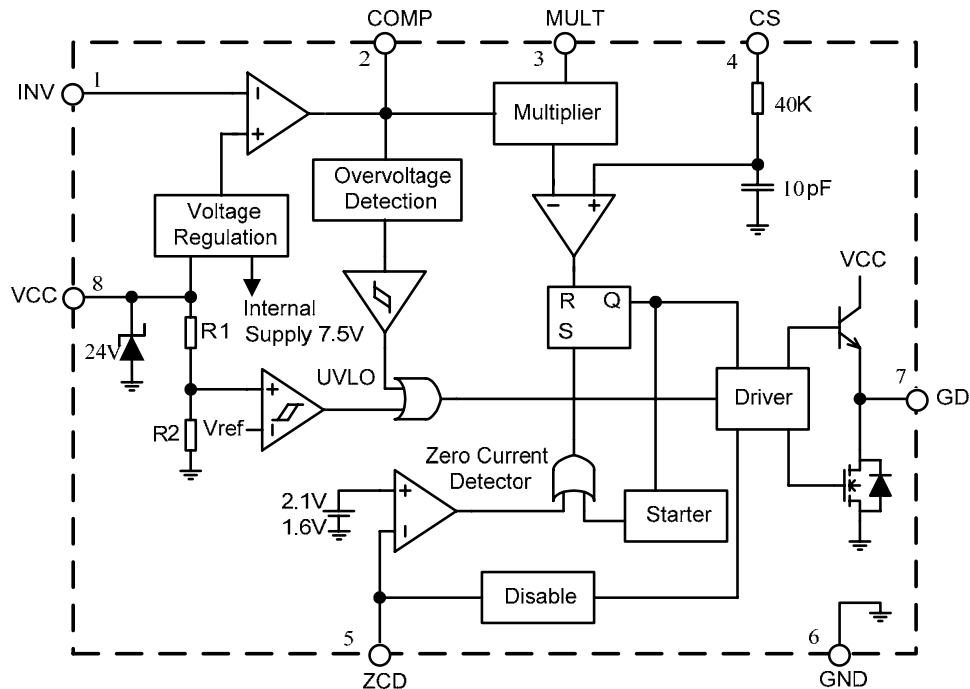 COMP
MULT
CS
2
3
4
INV
1
40K
Multiplier
Overvoltage
Detection
10pF
Voltage
Regulation
VCC
VCC
8
R
Q
S
Internal
Supply 7.5V
24V
R1
UVLO
7
GD
Driver
R2
Vref
Zero Current
Detector
2.1V
1.6V
Starter
Disable
5
6
ZCD
GND